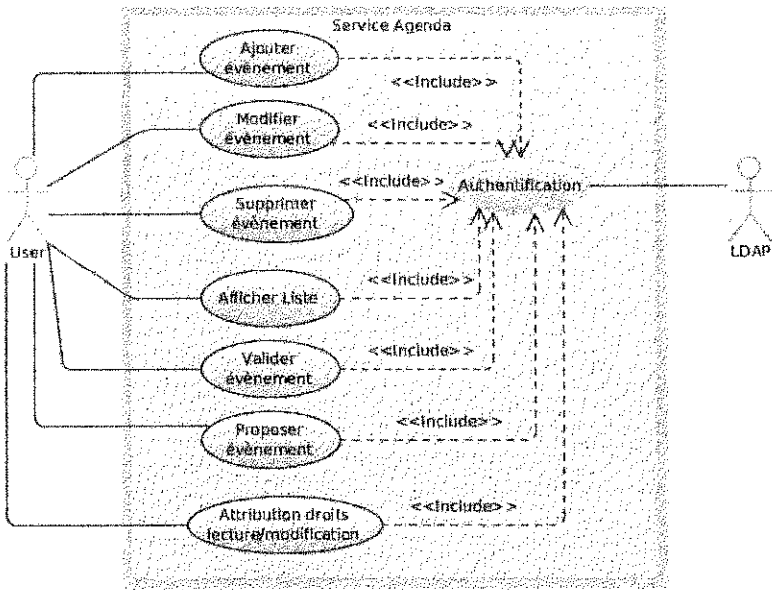 Service Agenda
Ajouter
évènement
<<Include>>
Modifier
évènement
<<Include>>
Supprimer
évènement
<<Include>>
Authentification
User
LDAP
Afficher Liste
<<Include>>
Valider
évènement
<<Include>>
Proposer
évènement
<<Include>>
Attribution droits
lecture/modification
<<Include>>